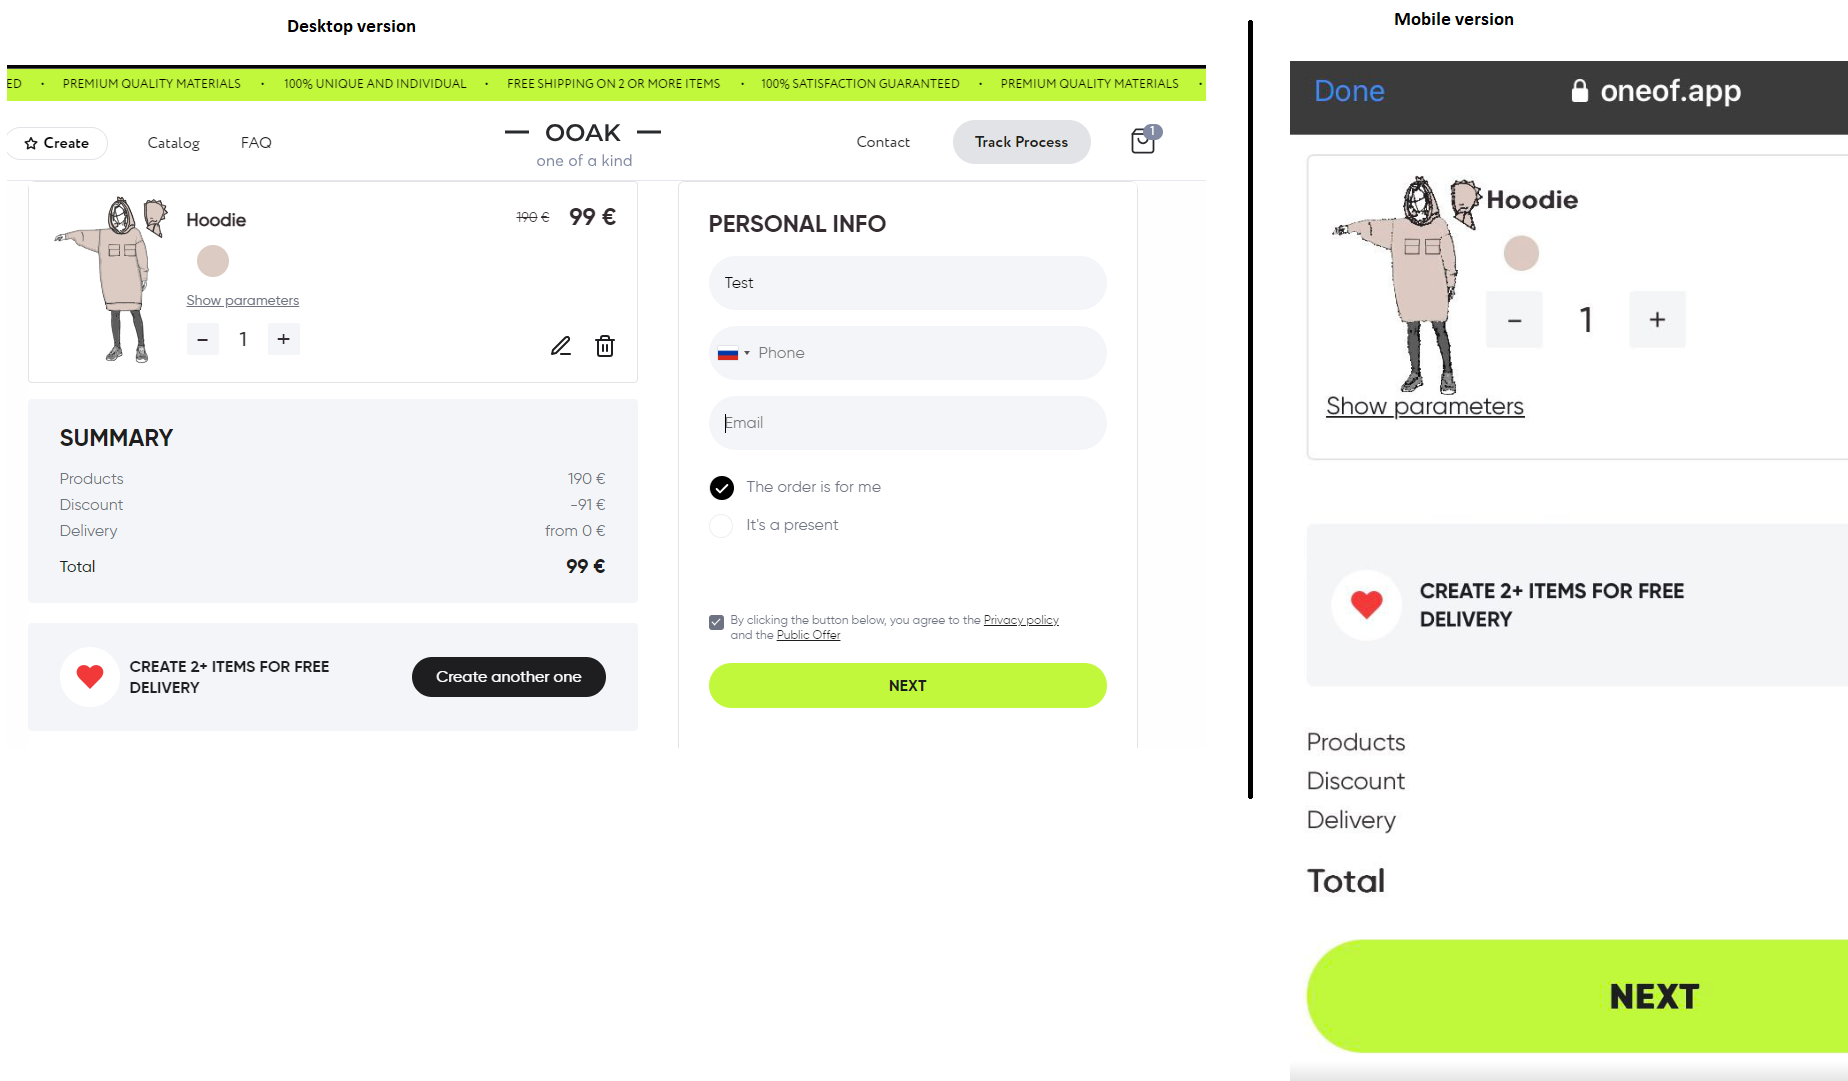 Desktop version
ED • PREMIUM QUALITY MATERIALS • 100% UNIQUE AND INDIVIDUAL • FREE SHIPPING ON 2 OR MORE ITEMS • 100% SATISFACTION GUARANTEED • PREMIUM QUALITY MATERIALS •
Create Catalog FAQ
OOAK
one of a kind
Contact Track Process 1
Hoodie 190 € 99 €
Show parameters
- 1 +
SUMMARY
Products 190 €
Discount -91 €
Delivery from 0 €
Total 99 €
CREATE 2+ ITEMS FOR FREE
DELIVERY
Create another one
PERSONAL INFO
Test
Phone
Email
The order is for me
It's a present
By clicking the button below, you agree to the Privacy policy
and the Public Offer
NEXT
Mobile version
Done oneof.app
Hoodie
- 1 +
Show parameters
CREATE 2+ ITEMS FOR FREE
DELIVERY
Products
Discount
Delivery
Total
NEXT